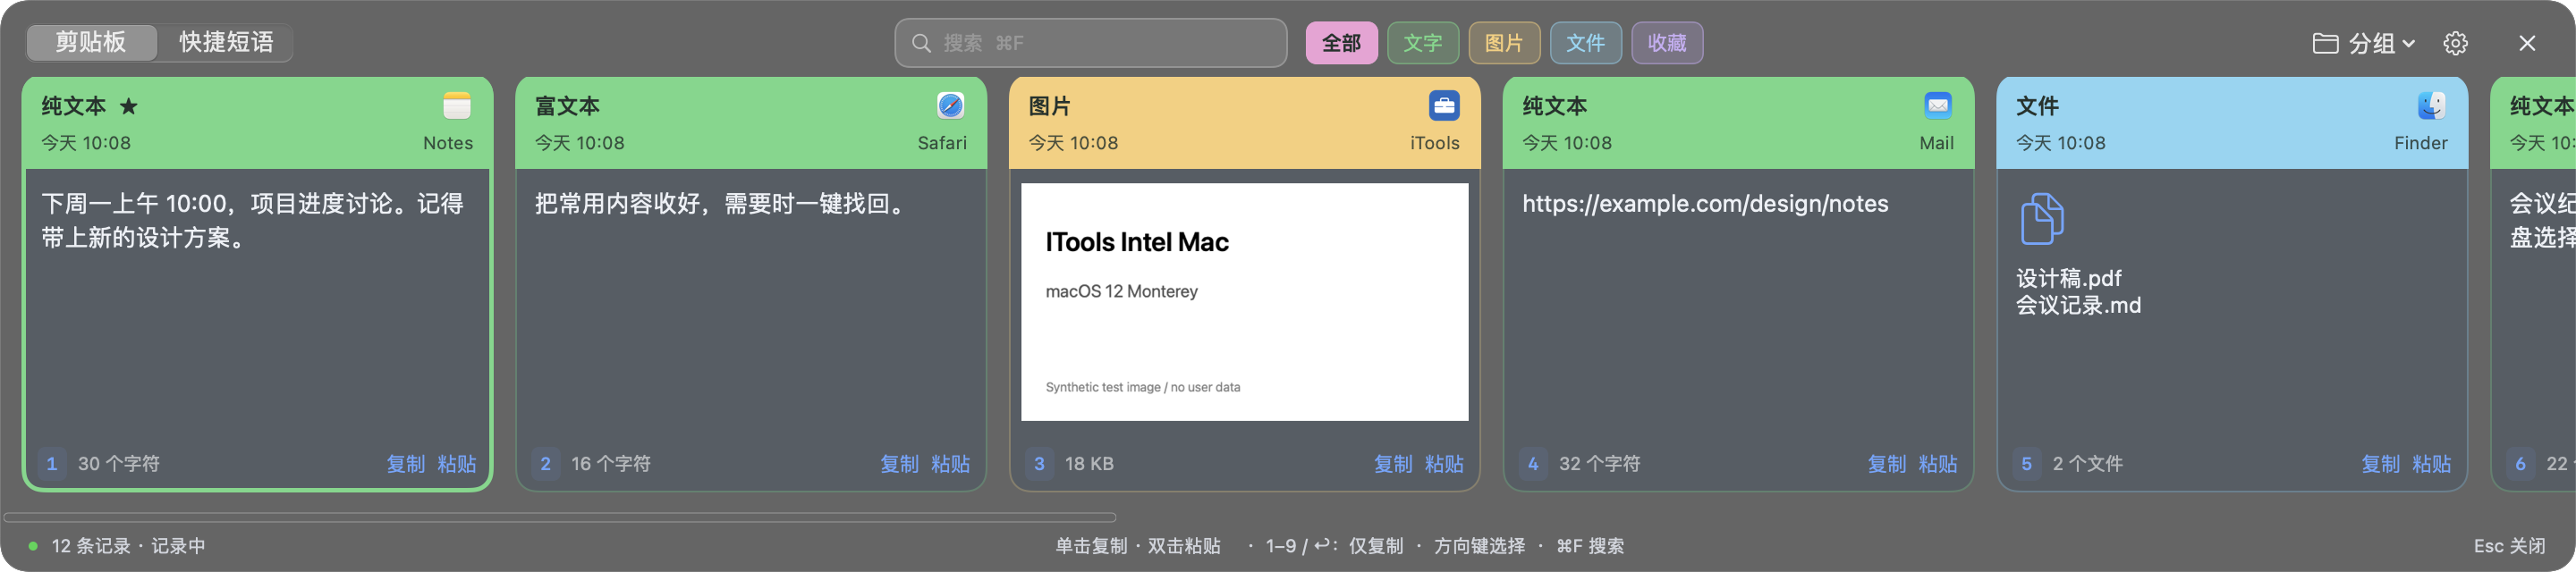 剪贴板 快捷短语 搜索 ⌘F 全部 文字 图片 文件 收藏 分组
纯文本 ★
今天 10:08 Notes
下周一上午 10:00，项目进度讨论。记得
带上新的设计方案。
1 30 个字符 复制 粘贴
富文本
今天 10:08 Safari
把常用内容收好，需要时一键找回。
2 16 个字符 复制 粘贴
图片
今天 10:08 iTools
ITools Intel Mac
macOS 12 Monterey
Synthetic test image / no user data
3 18 KB 复制 粘贴
纯文本
今天 10:08 Mail
https://example.com/design/notes
4 32 个字符 复制 粘贴
文件
今天 10:08 Finder
设计稿.pdf
会议记录.md
5 2 个文件 复制 粘贴
纯文本
今天 10:
会议纪
盘选择
6 22
12 条记录 · 记录中 单击复制 · 双击粘贴 · 1–9 / ↩: 仅复制 · 方向键选择 · ⌘F 搜索 Esc 关闭